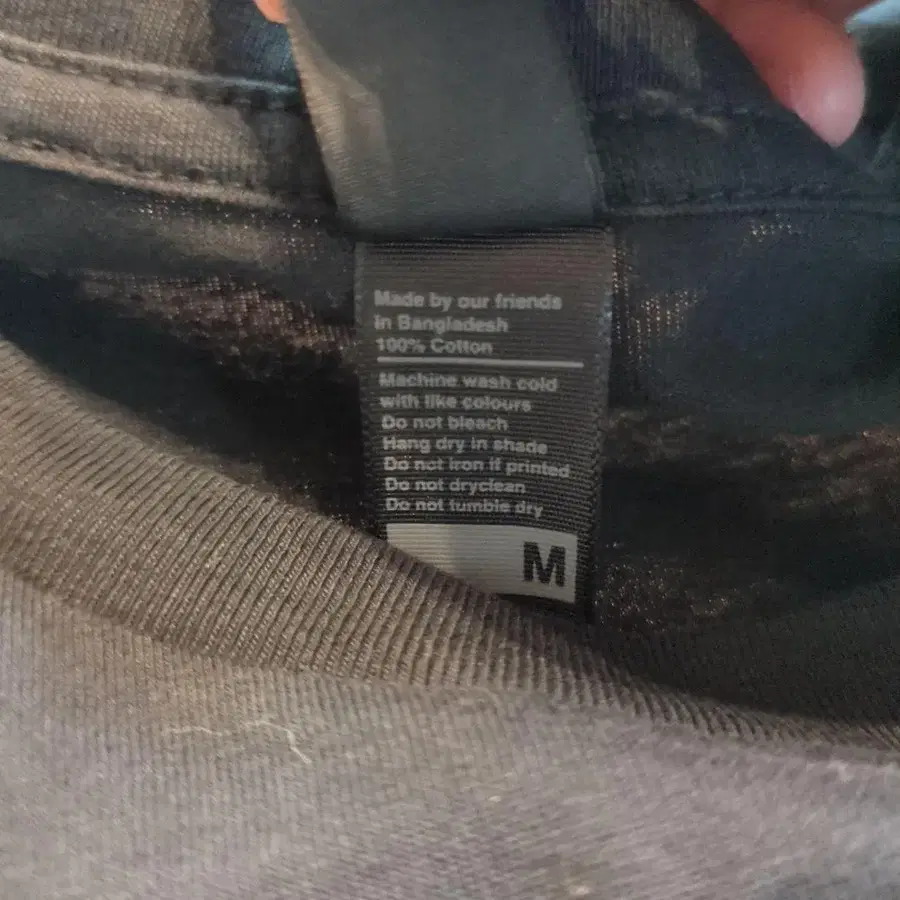 Made by our friends
in Bangladesh
100% Cotton
Machine wash cold
with like colours
Do not bleach
Hang dry in shade
Do not iron if printed
Do not dryclean
Do not tumble dry
M